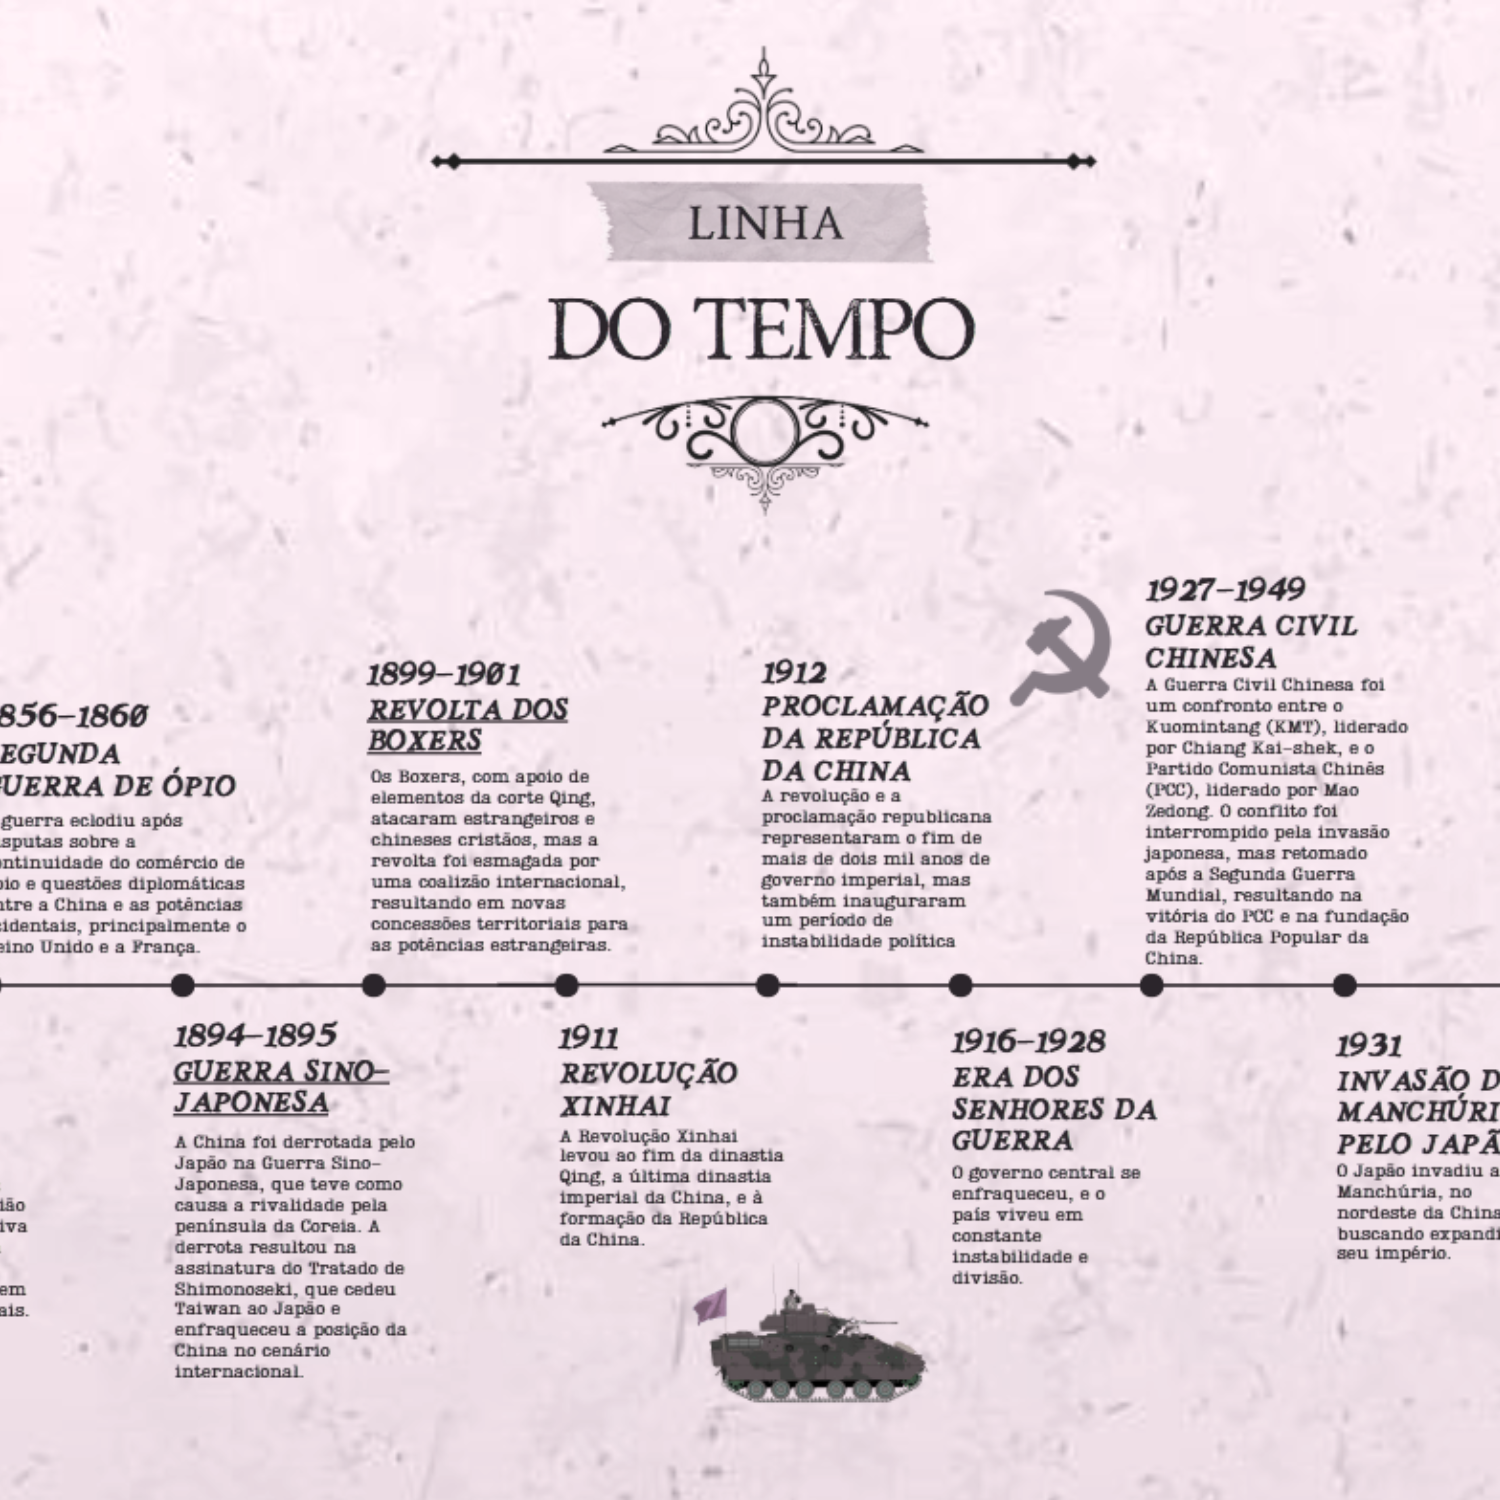 LINHA
DO TEMPO
856–1860
EGUNDA
GUERRA DE ÓPIO
guerra eclodiu após
sputas sobre a
ontinuidade do comércio de
pio e questões diplomáticas
ntre a China e as potências
cidentais, principalmente o
eino Unido e a França.
1899–1901
REVOLTA DOS
BOXERS
Os Boxers, com apoio de
elementos da corte Qing,
atacaram estrangeiros e
chineses cristãos, mas a
revolta foi esmagada por
uma coalizão internacional,
resultando em novas
concessões territoriais para
as potências estrangeiras.
1912
PROCLAMAÇÃO
DA REPÚBLICA
DA CHINA
A revolução e a
proclamação republicana
representaram o fim de
mais de dois mil anos de
governo imperial, mas
também inauguraram
um período de
instabilidade política
1927–1949
GUERRA CIVIL
CHINESA
A Guerra Civil Chinesa foi
um confronto entre o
Kuomintang (KMT), liderado
por Chiang Kai-shek, e o
Partido Comunista Chinês
(PCC), liderado por Mao
Zedong. O conflito foi
interrompido pela invasão
japonesa, mas retomado
após a Segunda Guerra
Mundial, resultando na
vitória do PCC e na fundação
da República Popular da
China.
ião
iva
em
ais.
1894–1895
GUERRA SINO–
JAPONESA
A China foi derrotada pelo
Japão na Guerra Sino-
Japonesa, que teve como
causa a rivalidade pela
península da Coreia. A
derrota resultou na
assinatura do Tratado de
Shimonoseki, que cedeu
Taiwan ao Japão e
enfraqueceu a posição da
China no cenário
internacional.
1911
REVOLUÇÃO
XINHAI
A Revolução Xinhai
levou ao fim da dinastia
Qing, a última dinastia
imperial da China, e à
formação da República
da China.
1916–1928
ERA DOS
SENHORES DA
GUERRA
O governo central se
enfraqueceu, e o
país viveu em
constante
instabilidade e
divisão.
1931
INVASÃO D
MANCHÚRI
PELO JAPÃ
O Japão invadiu a
Manchúria, no
nordeste da China
buscando expandi
seu império.